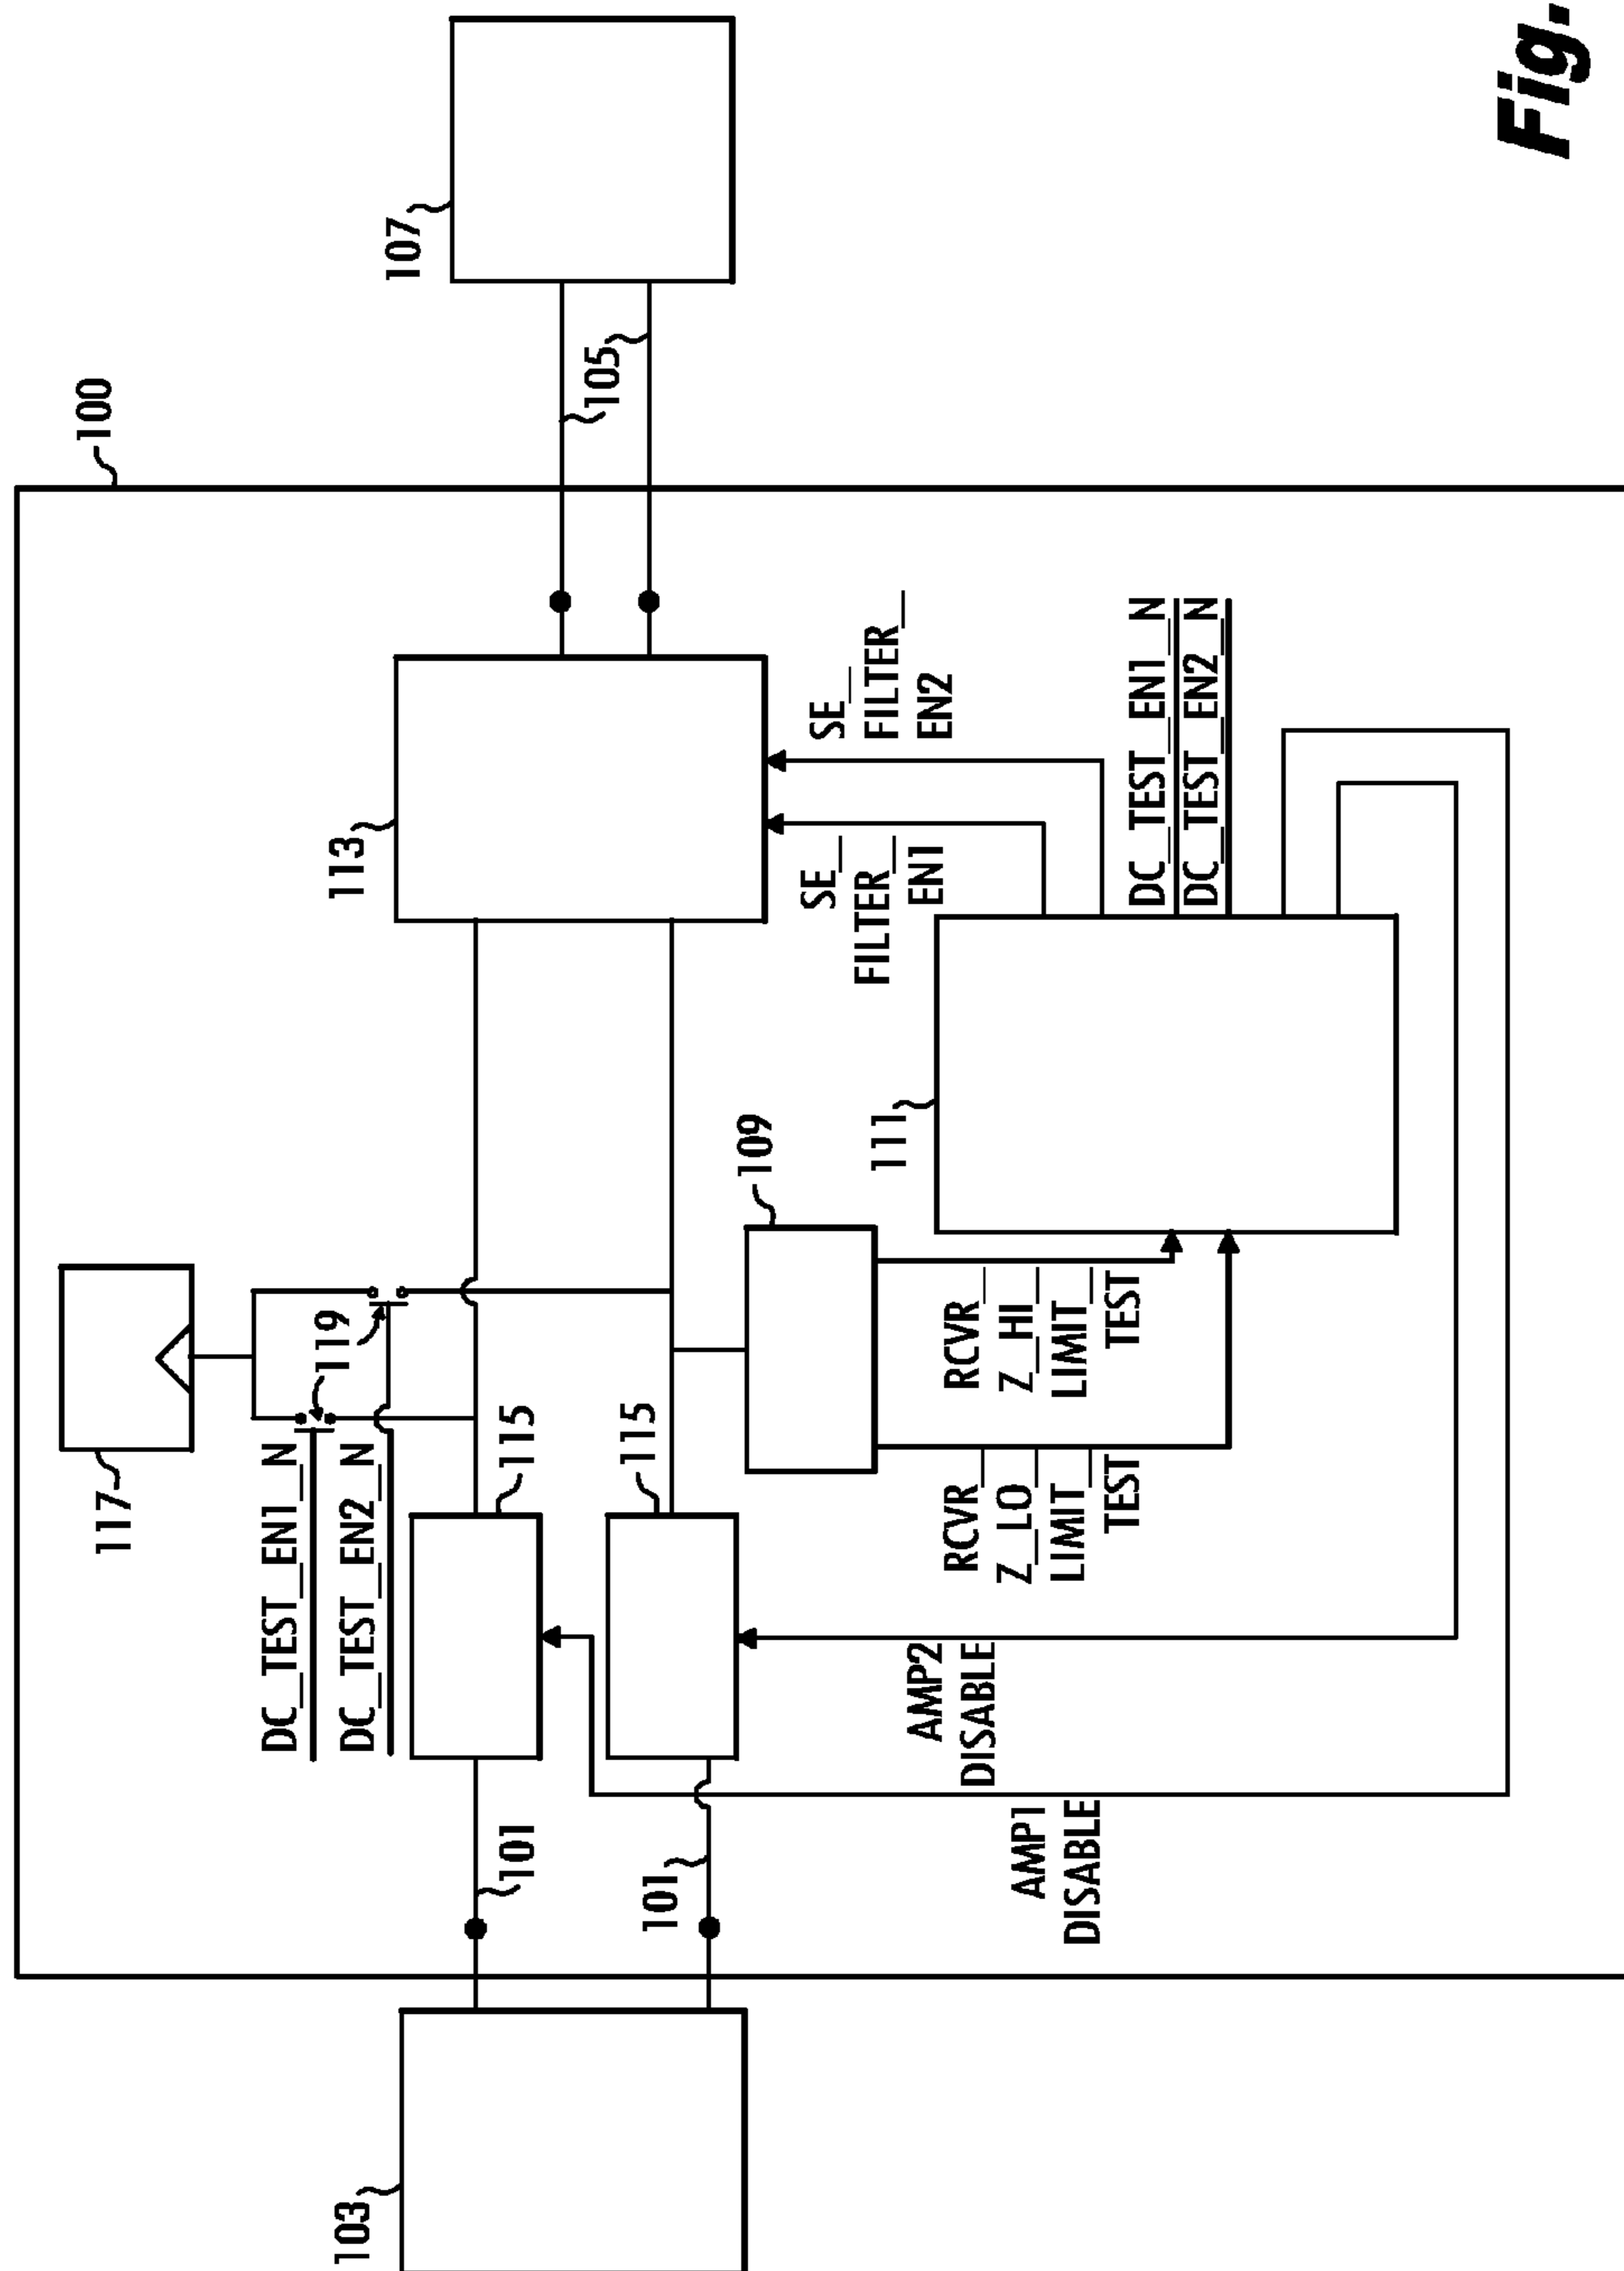 100
117
119
DC_TEST_EN1_N
DC_TEST_EN2_N
103
101
101
115
115
113
107
105
109
111
SE_
FILTER_
EN1
SE_
FILTER_
EN2
RCVR_
Z_LO_
LIMIT_
TEST
RCVR_
Z_HI_
LIMIT_
TEST
DC_TEST_EN1_N
DC_TEST_EN2_N
AMP2
DISABLE
AMP1
DISABLE
Fig.